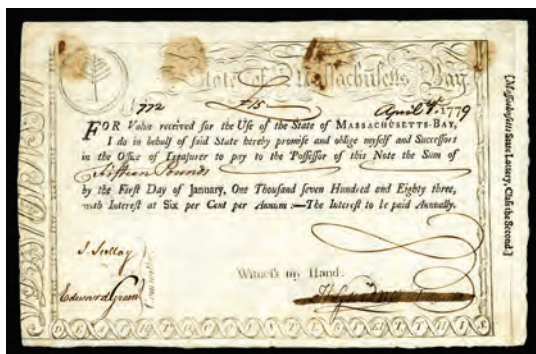 State of Massachusetts Bay
772 £15 April 1779
FOR Value received for the Use of the State of MASSACHUSETTS-BAY,
I do in behalf of said State hereby promise and oblige myself and Successors
in the Office of Treasurer to pay to the Possessor of this Note the Sum of
Fifteen Pounds
by the First Day of January, One Thousand seven Hundred and Eighty three,
with Interest at Six per Cent per Annum :—The Interest to be paid Annually.
Witness my Hand.
Edward Green
[Massachusetts State Lottery, Class the Second.]